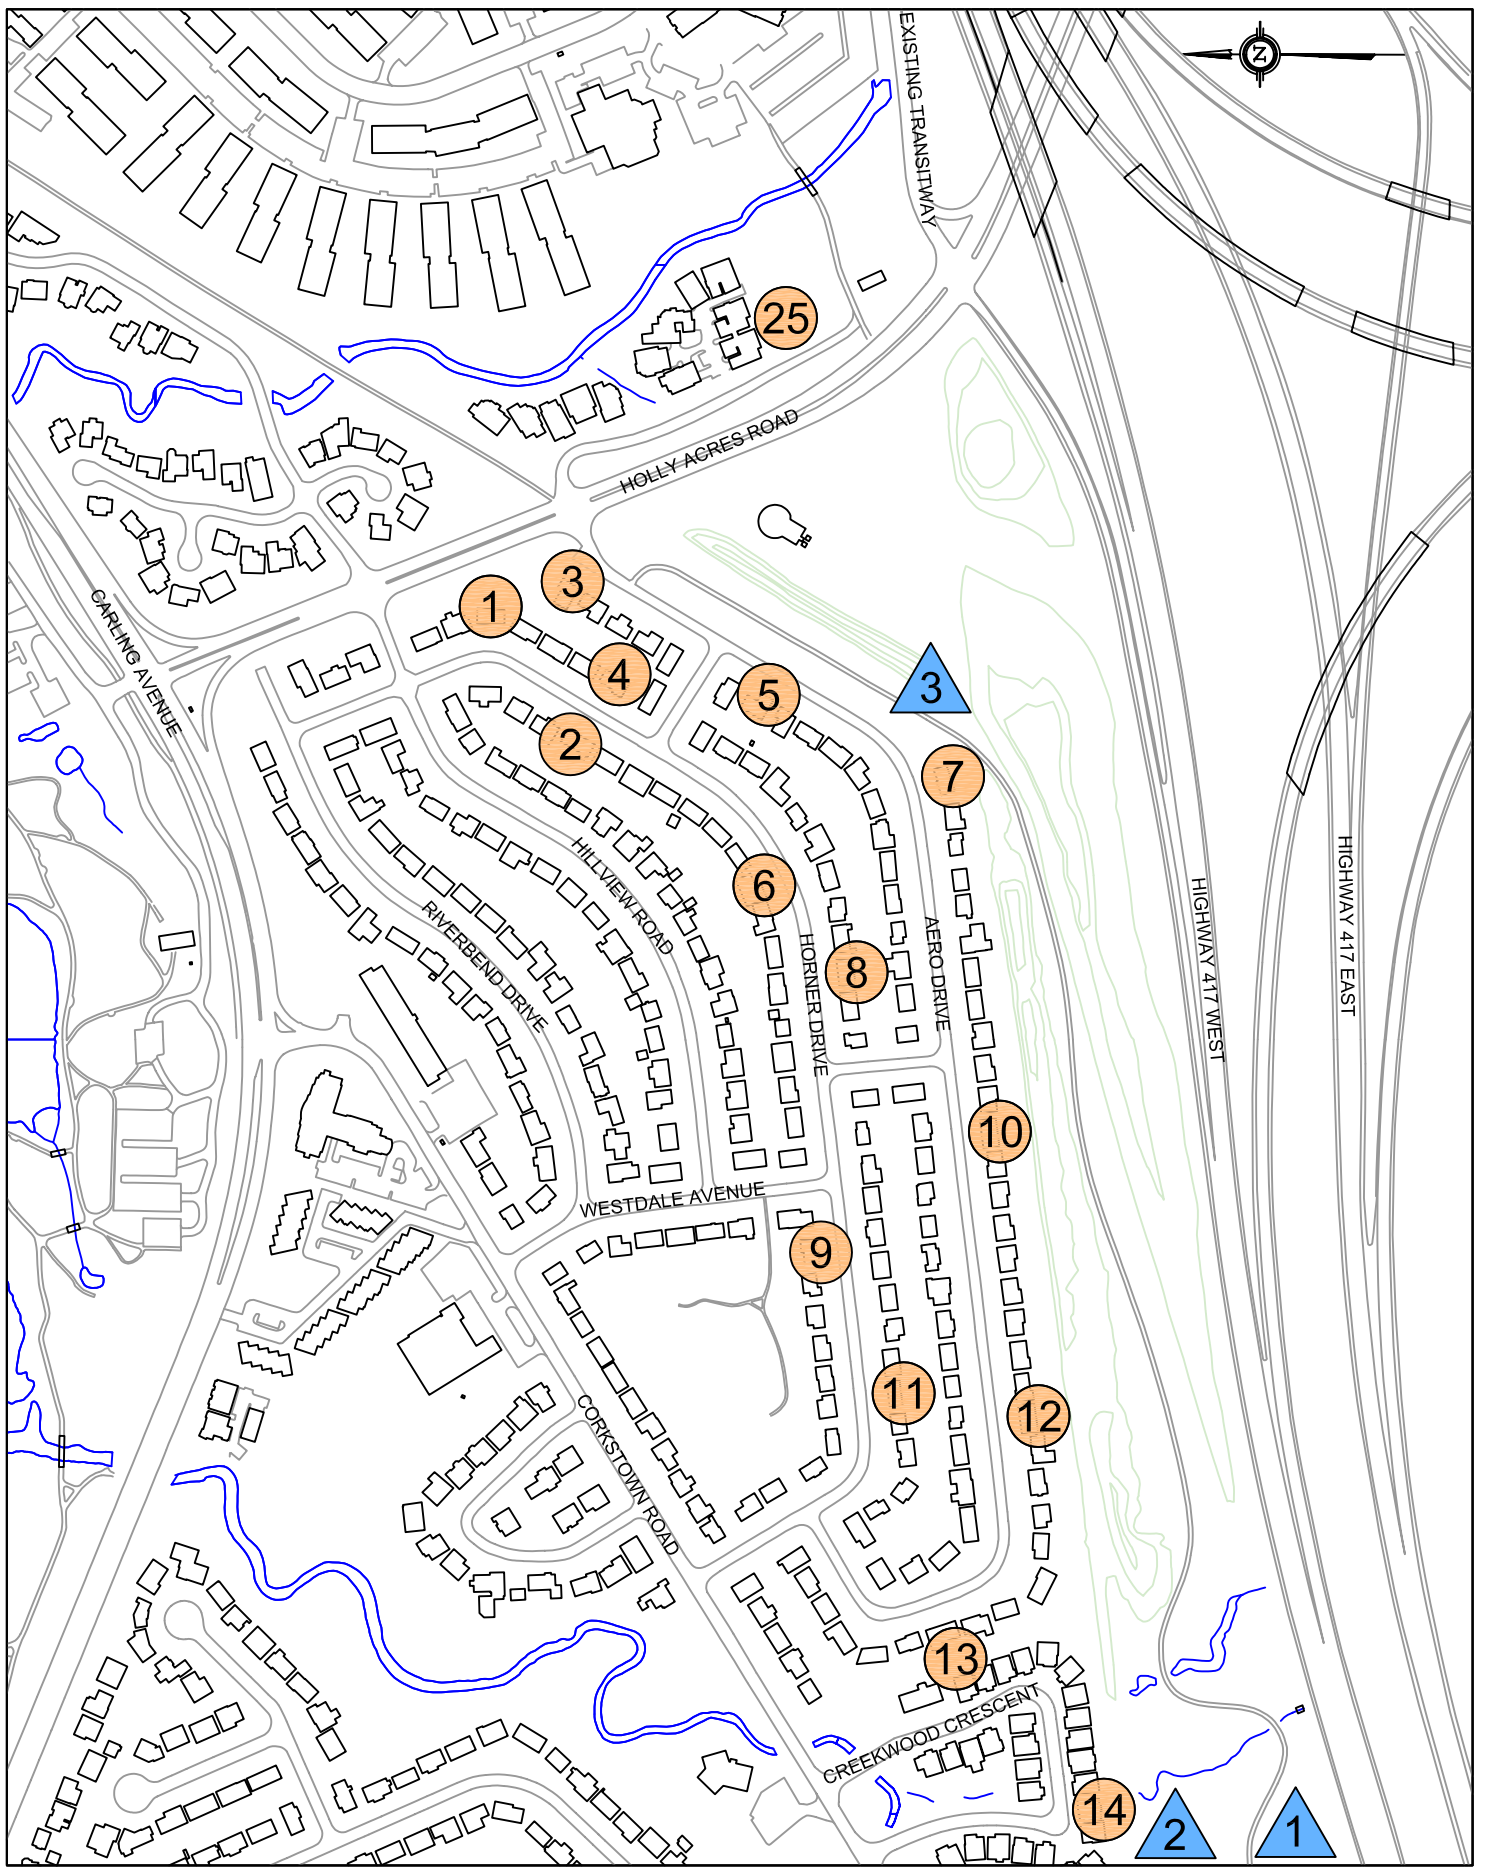 EXISTING TRANSITWAY
N
25
HOLLY ACRES ROAD
3
1
4
CARLING AVENUE
5
3
2
7
HILLVIEW ROAD
6
HIGHWAY 417 EAST
RIVERBEND DRIVE
HORNER DRIVE
AERO DRIVE
8
HIGHWAY 417 WEST
10
WESTDALE AVENUE
9
11
12
CORKSTOWN ROAD
13
CREEKWOOD CRESCENT
14
2
1